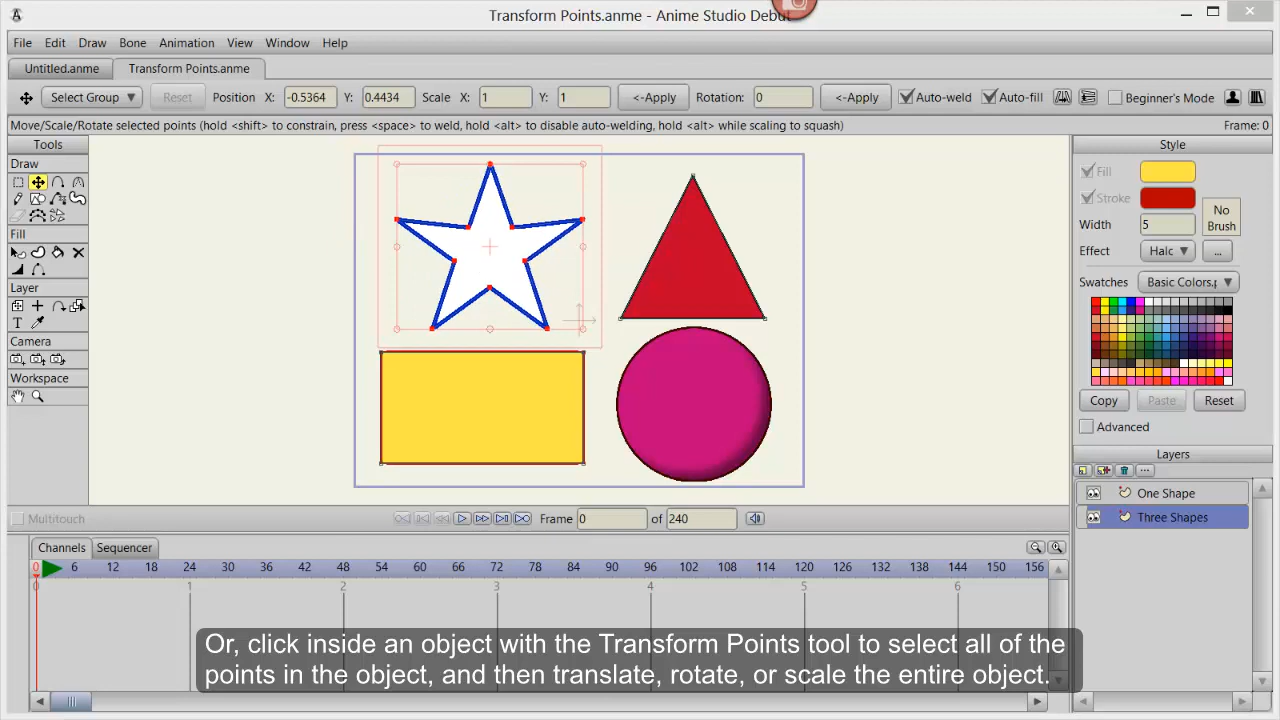 Transform Points.anme - Anime Studio Debut
File Edit Draw Bone Animation View Window Help
Untitled.anme Transform Points.anme
Select Group Reset Position X: -0.5364 Y: 0.4434 Scale X: 1 Y: 1 <-Apply Rotation: 0 <-Apply Auto-weld Auto-fill Beginner's Mode
Move/Scale/Rotate selected points (hold <shift> to constrain, press <space> to weld, hold <alt> to disable auto-welding, hold <alt> while scaling to squash) Frame: 0
Tools
Draw
Fill
Layer
Camera
Workspace
Style
Fill
Stroke
No
Brush
Width 5
Effect Halc ...
Swatches Basic Colors.p
Copy Paste Reset
Advanced
Layers
One Shape
Three Shapes
Multitouch Frame 0 of 240
Channels Sequencer
0 6 12 18 24 30 36 42 48 54 60 66 72 78 84 90 96 102 108 114 120 126 132 138 144 150 156
0 1 2 3 4 5 6
Or, click inside an object with the Transform Points tool to select all of the
points in the object, and then translate, rotate, or scale the entire object.